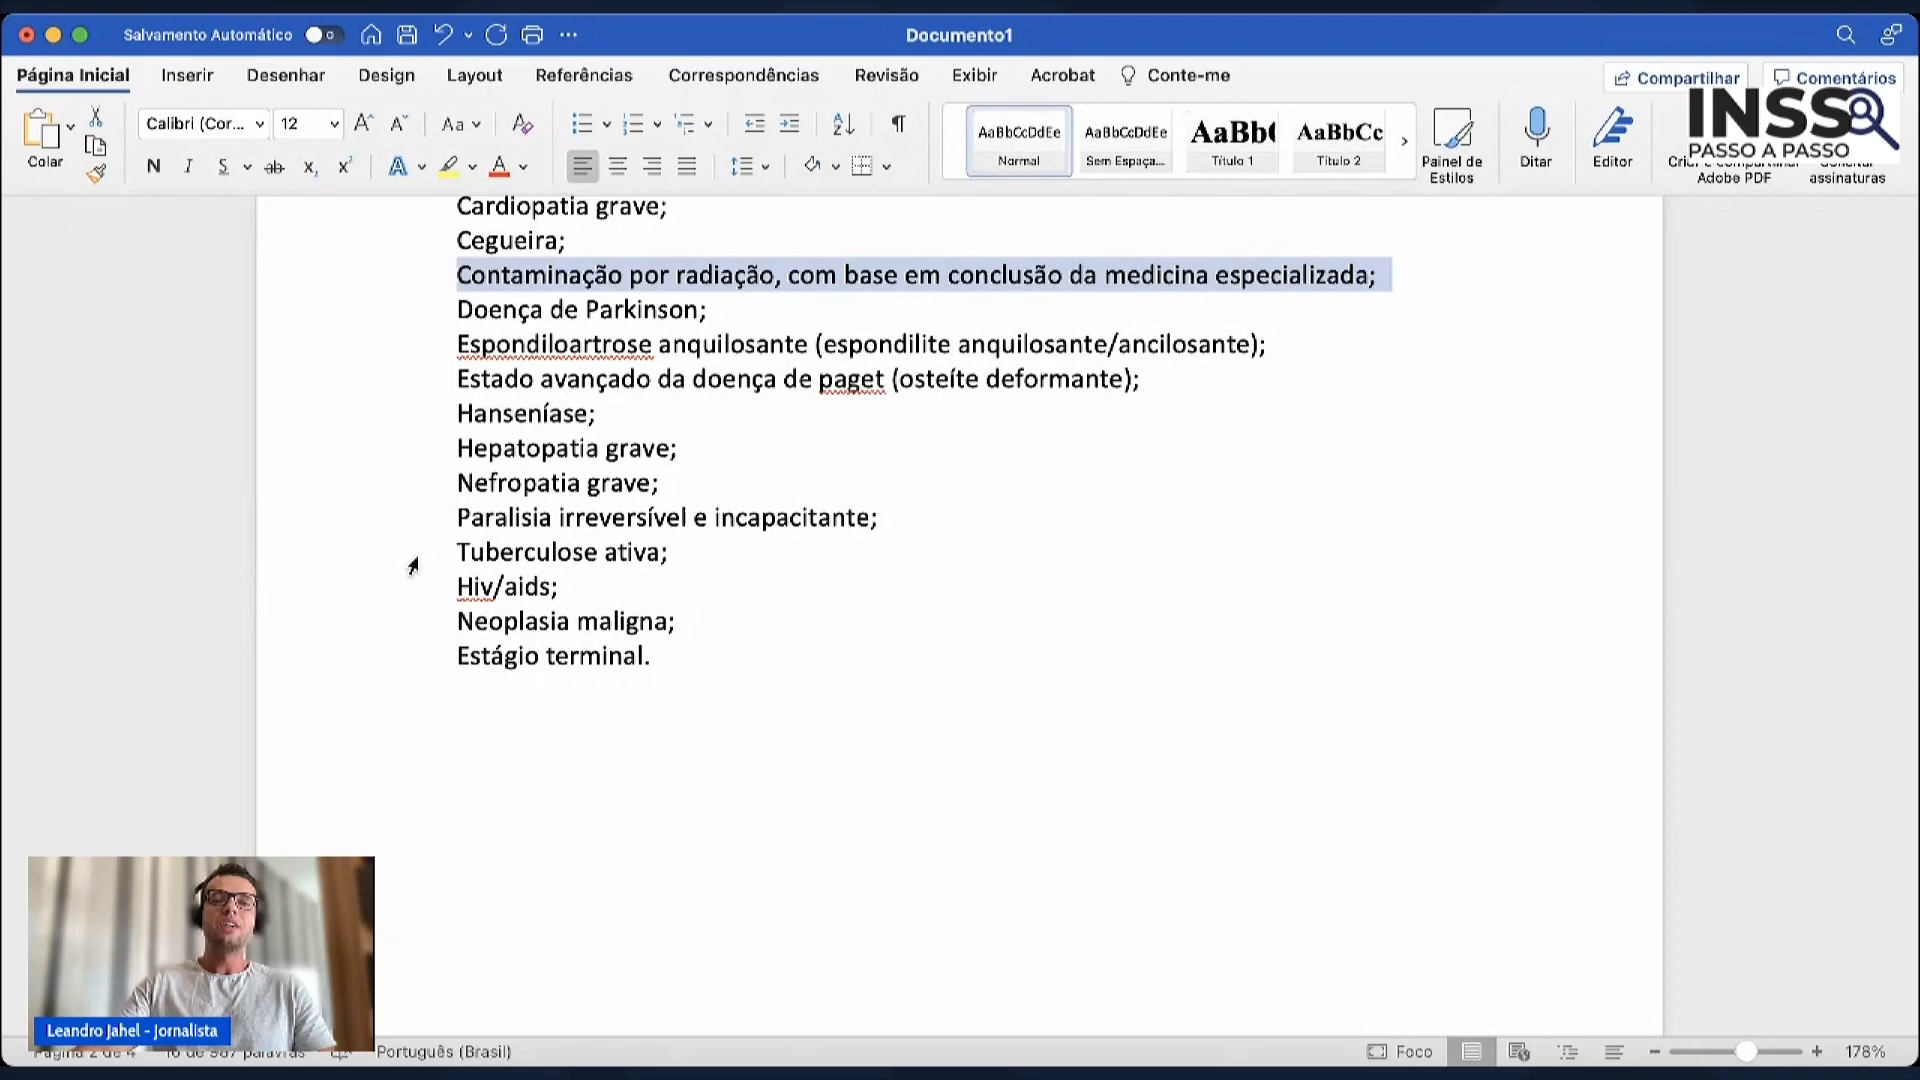 Salvamento Automático
Documento1
Página Inicial
Inserir
Desenhar
Design
Layout
Referências
Correspondências
Revisão
Exibir
Acrobat
Conte-me
Compartilhar
Comentários
INSS
PASSO A PASSO
Colar
Calibri (Cor...
12
Aa
N I S ab x, x²
AaBbCcDdEe
Normal
AaBbCcDdEe
Sem Espaça...
AaBb(
Título 1
AaBbCc
Título 2
Painel de
Estilos
Ditar
Editor
Adobe PDF
assinaturas
Cardiopatia grave;
Cegueira;
Contaminação por radiação, com base em conclusão da medicina especializada;
Doença de Parkinson;
Espondiloartrose anquilosante (espondilite anquilosante/ancilosante);
Estado avançado da doença de paget (osteíte deformante);
Hanseníase;
Hepatopatia grave;
Nefropatia grave;
Paralisia irreversível e incapacitante;
Tuberculose ativa;
Hiv/aids;
Neoplasia maligna;
Estágio terminal.
Leandro Jahel - Jornalista
Português (Brasil)
Foco
178%